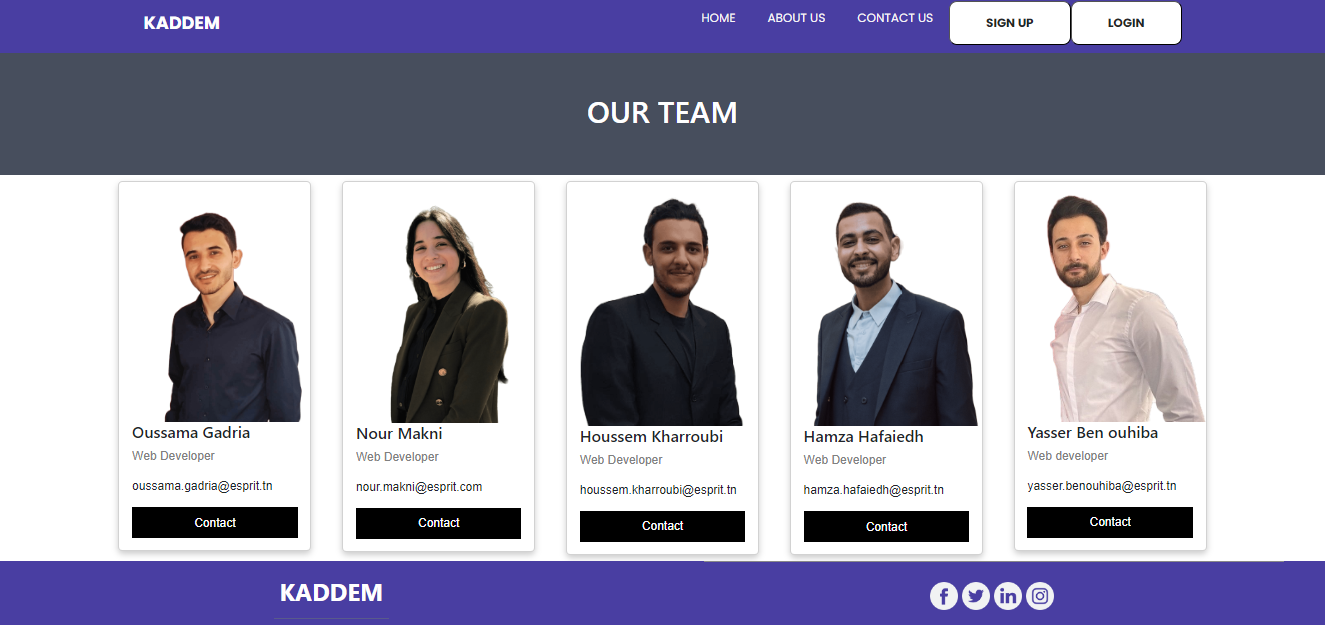 KADDEM
HOME
ABOUT US
CONTACT US
SIGN UP
LOGIN
OUR TEAM
Oussama Gadria
Web Developer
oussama.gadria@esprit.tn
Contact
Nour Makni
Web Developer
nour.makni@esprit.com
Contact
Houssem Kharroubi
Web Developer
houssem.kharroubi@esprit.tn
Contact
Hamza Hafaiedh
Web Developer
hamza.hafaiedh@esprit.tn
Contact
Yasser Ben ouhiba
Web developer
yasser.benouhiba@esprit.tn
Contact
KADDEM